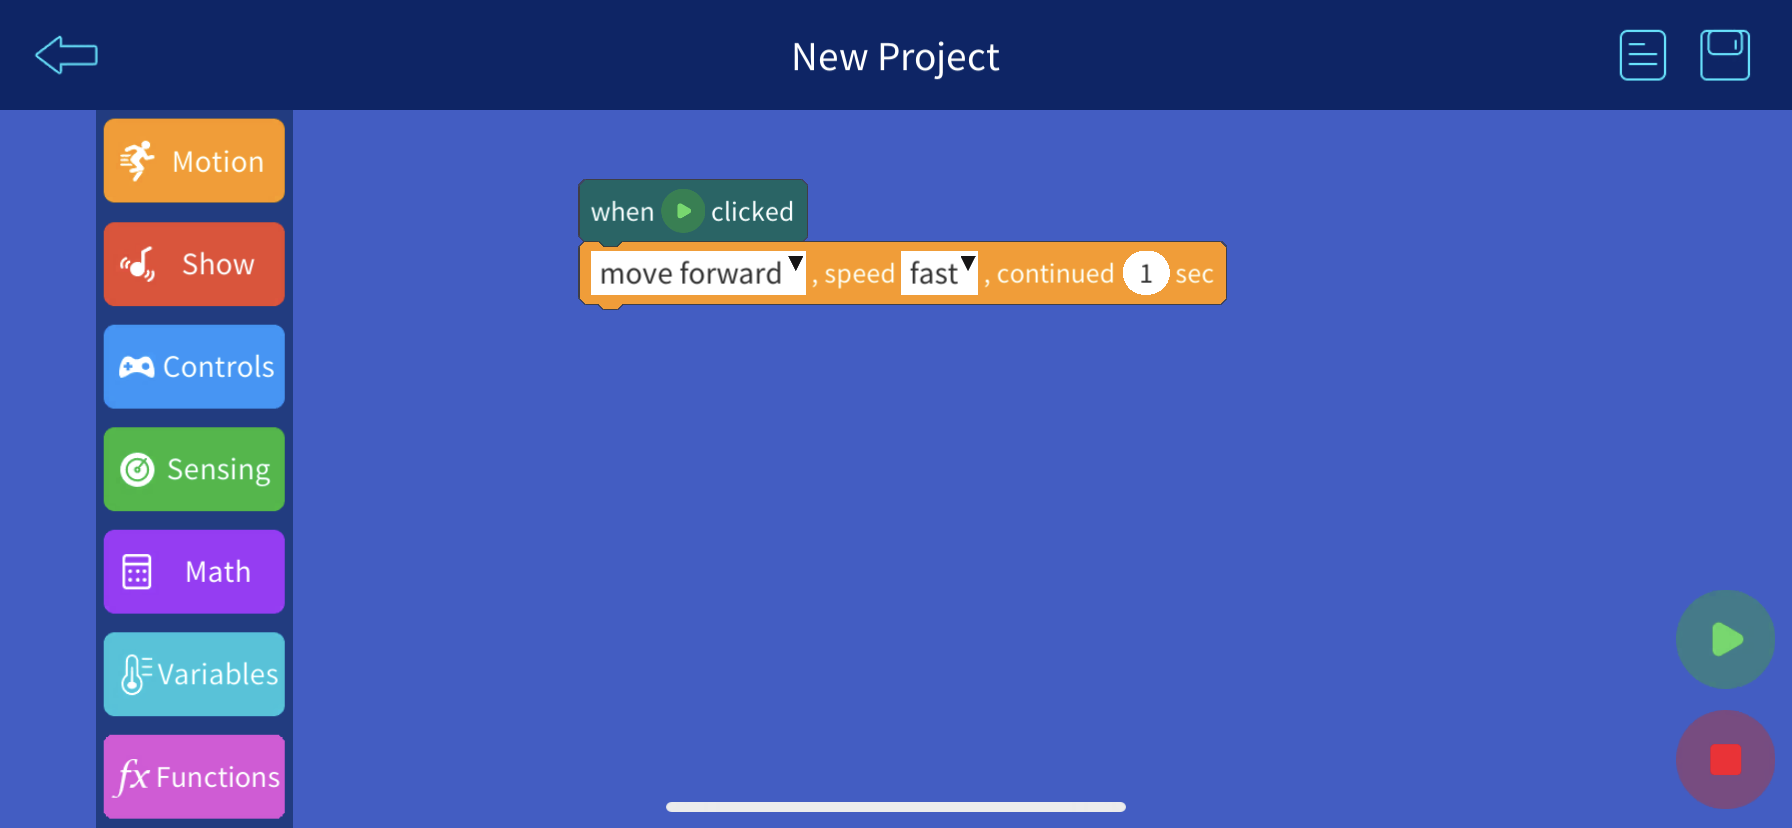 New Project
Motion
Show
Controls
Sensing
Math
Variables
fx Functions
when clicked
move forward , speed fast , continued 1 sec